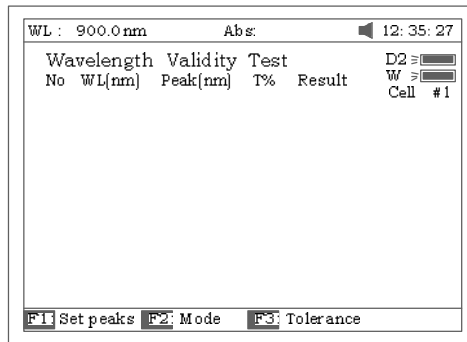 WL : 900.0nm Abs: 12: 35: 27
Wavelength Validity Test D2
No WL(nm) Peak(nm) T% Result W
Cell #1
F1: Set peaks F2: Mode F3: Tolerance